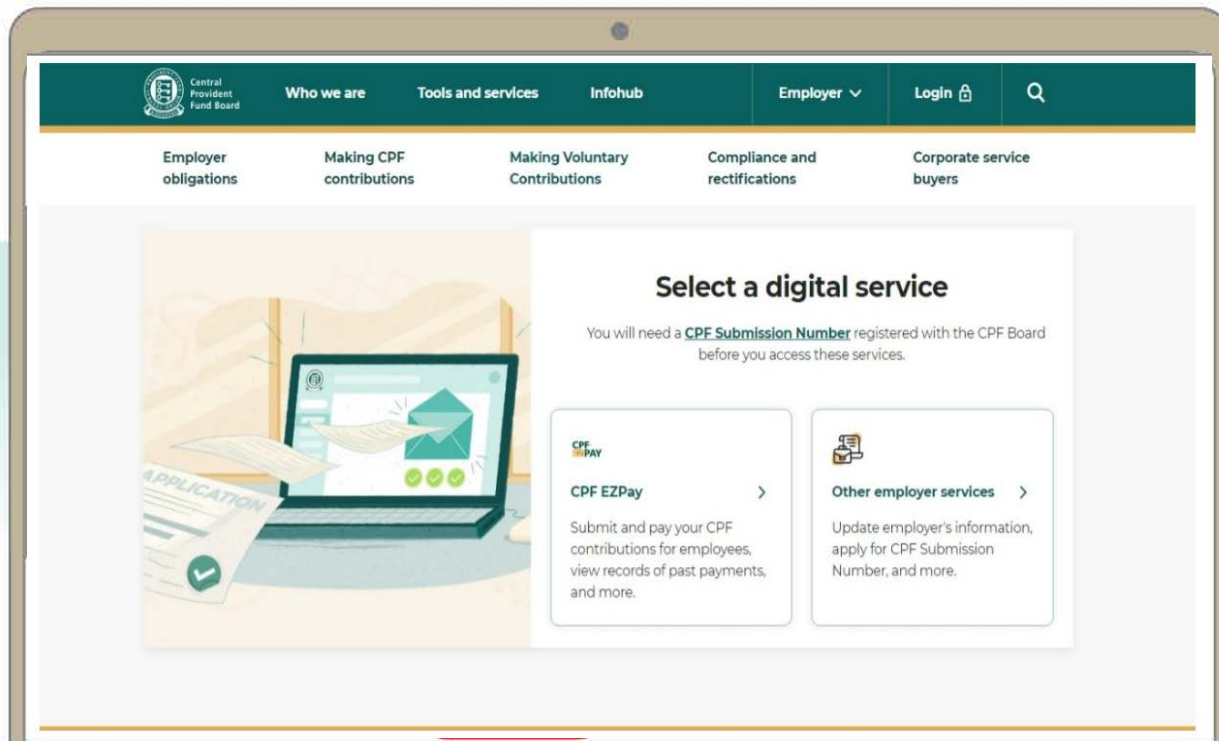 Central
Provident
Fund Board
Who we are
Tools and services
Infohub
Employer
Login
Employer
obligations
Making CPF
contributions
Making Voluntary
Contributions
Compliance and
rectifications
Corporate service
buyers
APPLICATION
Select a digital service
You will need a CPF Submission Number registered with the CPF Board
before you access these services.
CPF
EZPAY
CPF EZPay
Submit and pay your CPF
contributions for employees,
view records of past payments,
and more.
Other employer services
Update employer's information,
apply for CPF Submission
Number, and more.